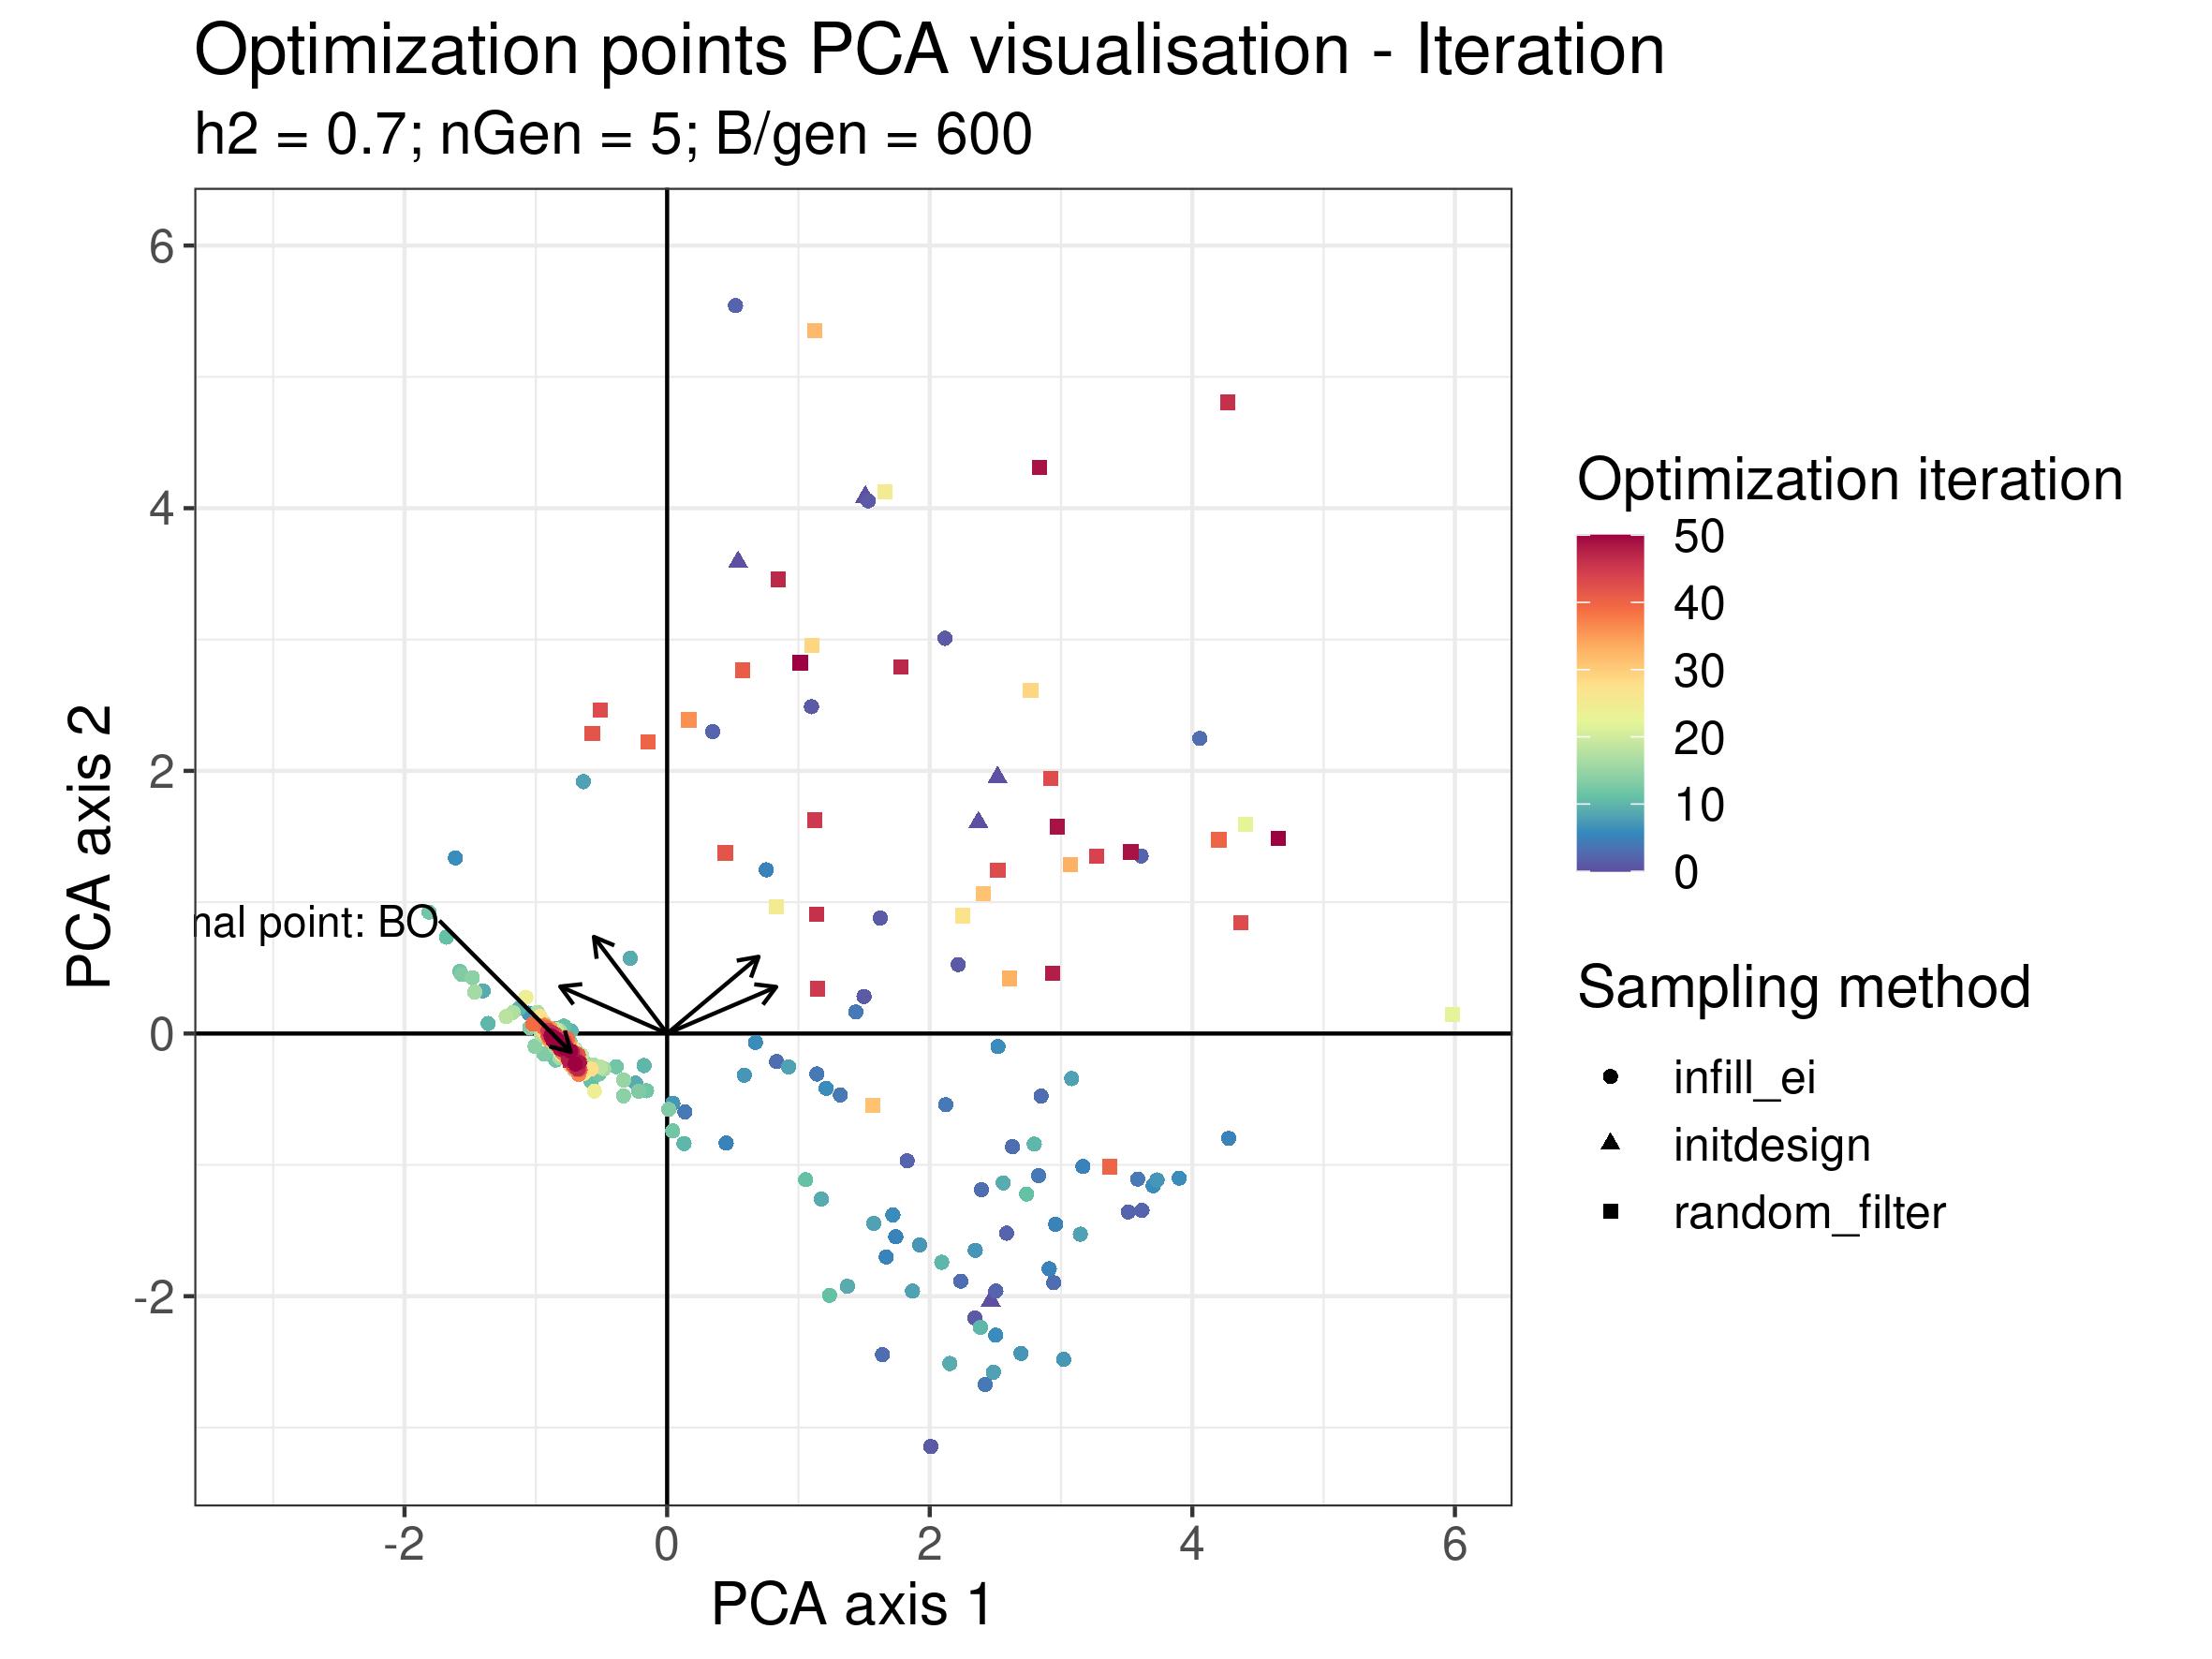 Optimization points PCA visualisation - Iteration
h2 = 0.7; nGen = 5; B/gen = 600
PCA axis 2
6
4
2
0
-2
nal point: BO
-2
0
2
4
6
PCA axis 1
Optimization iteration
50
40
30
20
10
0
Sampling method
infill_ei
initdesign
random_filter